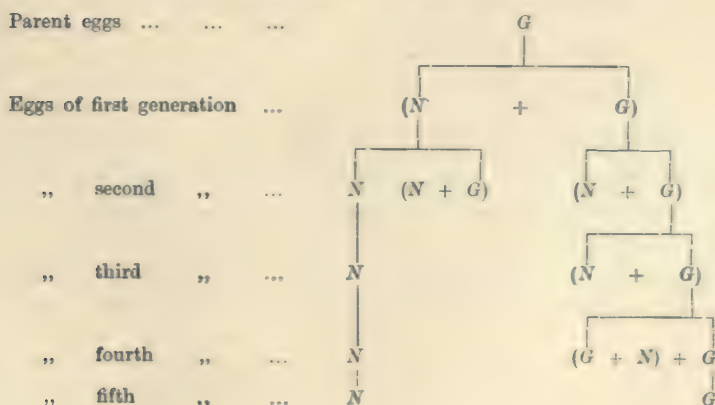 Parent eggs ... ... ... G
Eggs of first generation ... (N + G)
„ second „ ... N (N + G) (N + G)
„ third „ ... N (N + G)
„ fourth „ ... N (G + N) + G
„ fifth „ ... N G